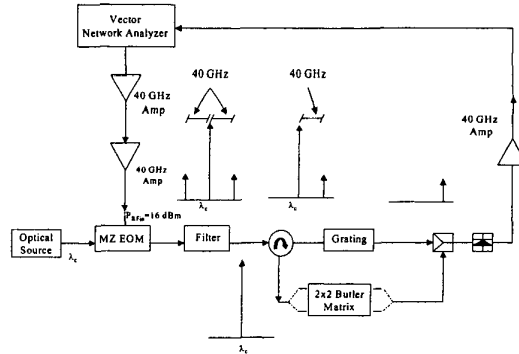 Vector
Network Analyzer
40 GHz
Amp
40 GHz
Amp
40 GHz
40 GHz
40 GHz
Amp
λc
λc
PRFin=16 dBm
Optical
Source
λc
MZ EOM
Filter
Grating
2x2 Butler
Matrix
λc